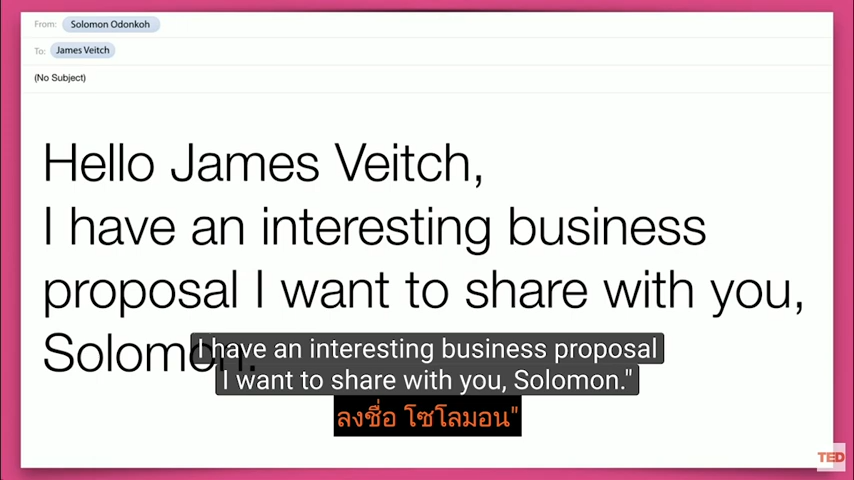 From: Solomon Odonkoh
To: James Veitch
(No Subject)
Hello James Veitch,
I have an interesting business
proposal I want to share with you,
Solomon.
I have an interesting business proposal
I want to share with you, Solomon."
ลงชื่อ โซโลมอน"
TED